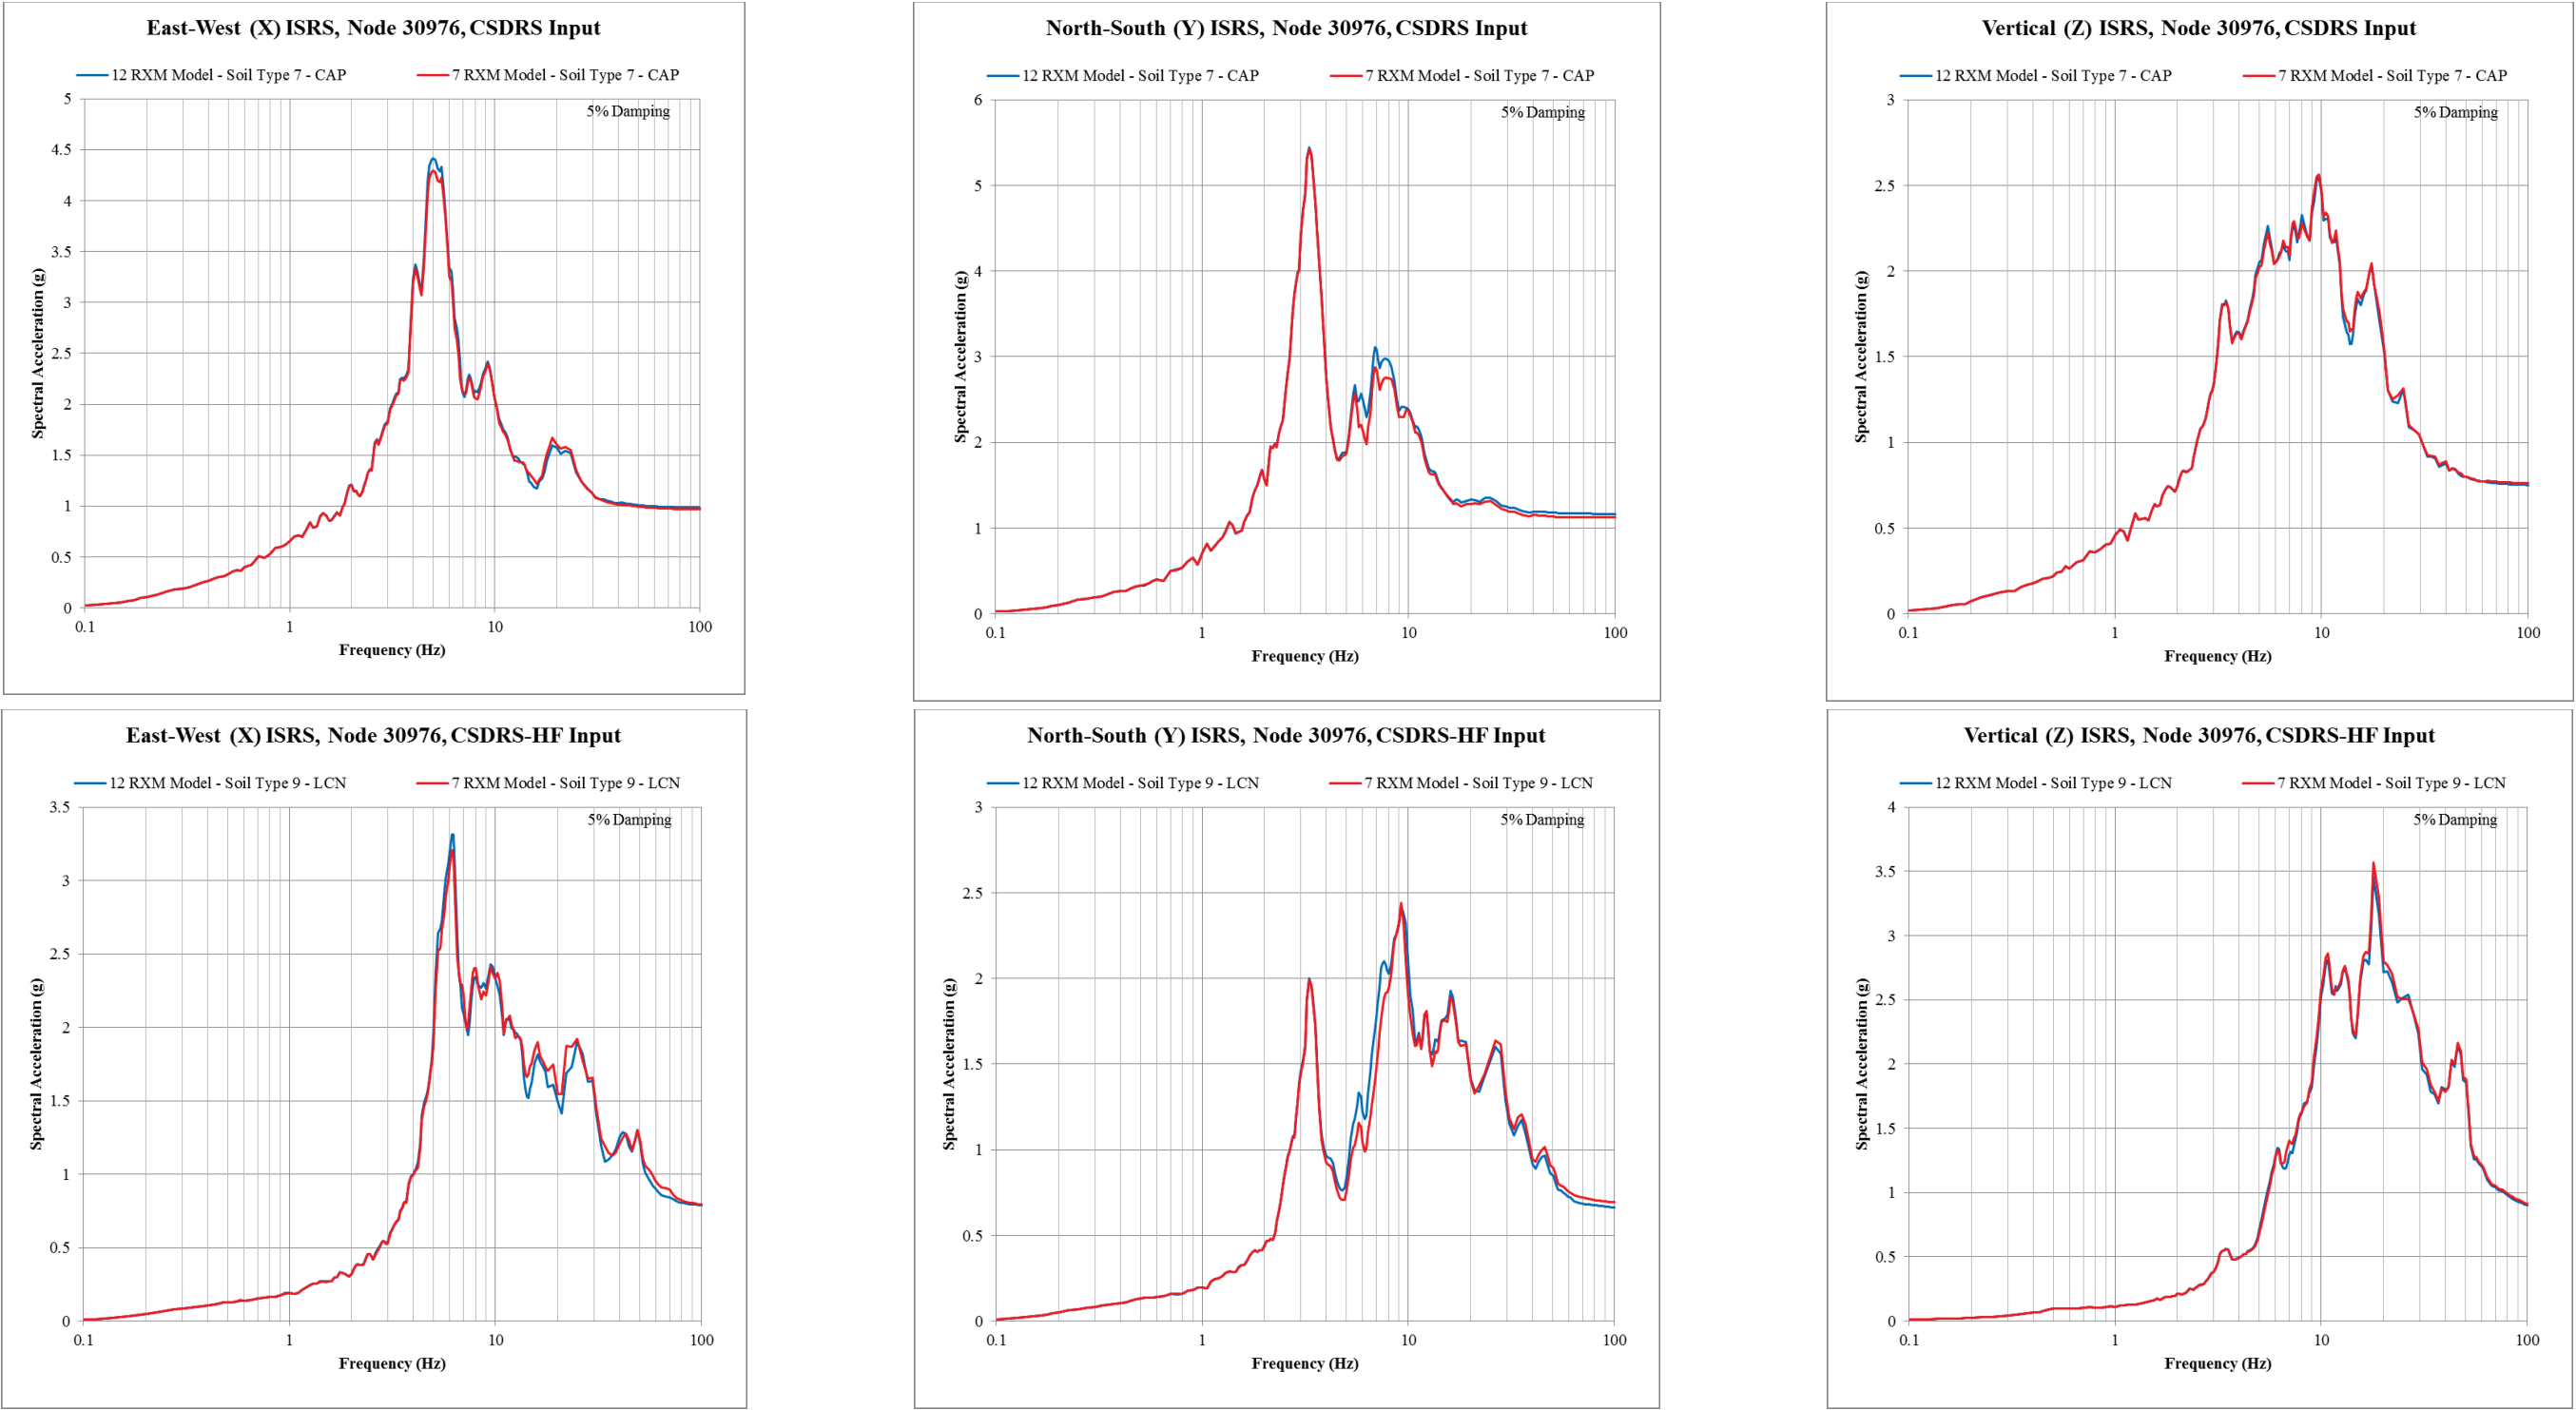 East-West (X) ISRS, Node 30976, CSDRS Input
12 RXM Model - Soil Type 7 - CAP
7 RXM Model - Soil Type 7 - CAP
5% Damping
Spectral Acceleration (g)
5
4.5
4
3.5
3
2.5
2
1.5
1
0.5
0
0.1
1
10
100
Frequency (Hz)
North-South (Y) ISRS, Node 30976, CSDRS Input
12 RXM Model - Soil Type 7 - CAP
7 RXM Model - Soil Type 7 - CAP
5% Damping
Spectral Acceleration (g)
6
5
4
3
2
1
0
0.1
1
10
100
Frequency (Hz)
Vertical (Z) ISRS, Node 30976, CSDRS Input
12 RXM Model - Soil Type 7 - CAP
7 RXM Model - Soil Type 7 - CAP
5% Damping
Spectral Acceleration (g)
3
2.5
2
1.5
1
0.5
0
0.1
1
10
100
Frequency (Hz)
East-West (X) ISRS, Node 30976, CSDRS-HF Input
12 RXM Model - Soil Type 9 - LCN
7 RXM Model - Soil Type 9 - LCN
5% Damping
Spectral Acceleration (g)
3.5
3
2.5
2
1.5
1
0.5
0
0.1
1
10
100
Frequency (Hz)
North-South (Y) ISRS, Node 30976, CSDRS-HF Input
12 RXM Model - Soil Type 9 - LCN
7 RXM Model - Soil Type 9 - LCN
5% Damping
Spectral Acceleration (g)
3
2.5
2
1.5
1
0.5
0
0.1
1
10
100
Frequency (Hz)
Vertical (Z) ISRS, Node 30976, CSDRS-HF Input
12 RXM Model - Soil Type 9 - LCN
7 RXM Model - Soil Type 9 - LCN
5% Damping
Spectral Acceleration (g)
4
3.5
3
2.5
2
1.5
1
0.5
0
0.1
1
10
100
Frequency (Hz)